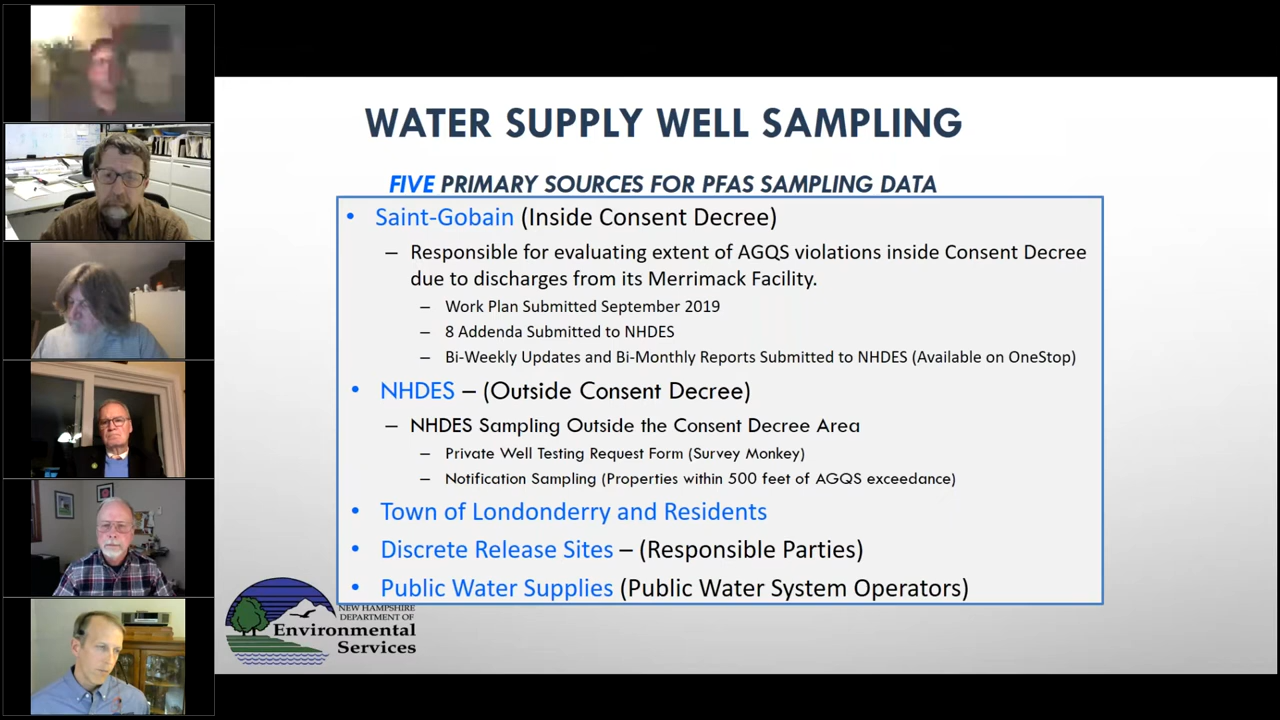 WATER SUPPLY WELL SAMPLING
FIVE PRIMARY SOURCES FOR PFAS SAMPLING DATA
• Saint-Gobain (Inside Consent Decree)
– Responsible for evaluating extent of AGQS violations inside Consent Decree
due to discharges from its Merrimack Facility.
– Work Plan Submitted September 2019
– 8 Addenda Submitted to NHDES
– Bi-Weekly Updates and Bi-Monthly Reports Submitted to NHDES (Available on OneStop)
• NHDES – (Outside Consent Decree)
– NHDES Sampling Outside the Consent Decree Area
– Private Well Testing Request Form (Survey Monkey)
– Notification Sampling (Properties within 500 feet of AGQS exceedance)
• Town of Londonderry and Residents
• Discrete Release Sites – (Responsible Parties)
• Public Water Supplies (Public Water System Operators)
NEW HAMPSHIRE
DEPARTMENT OF
Environmental
Services